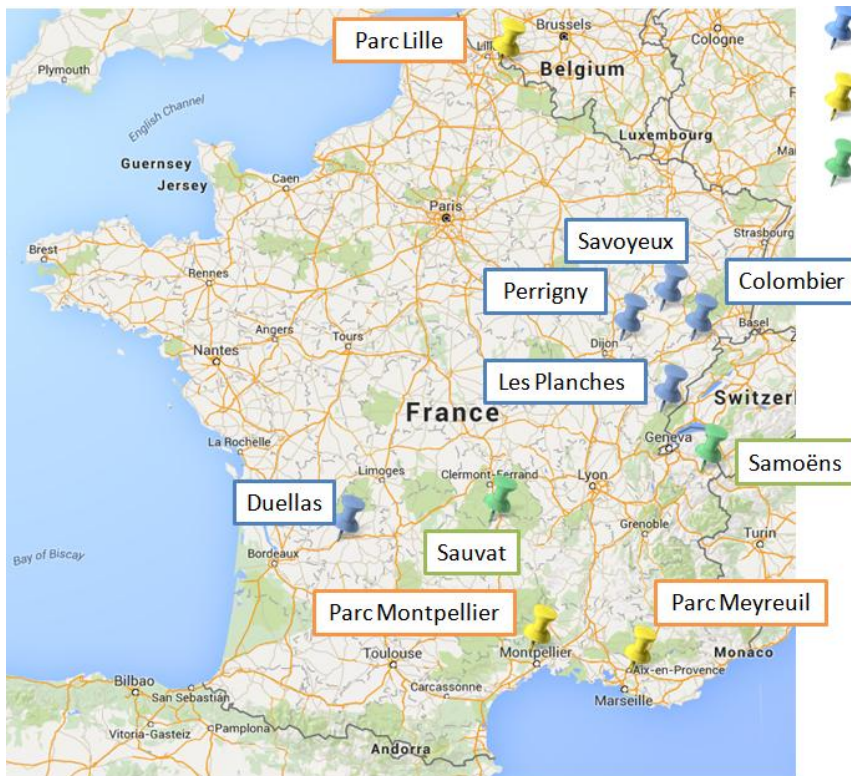 Parc Lille
Brussels
Cologne
Lille
Plymouth
Belgium
English Channel
Luxembourg
Guernsey
Jersey
Caen
Paris
Strasbourg
Savoyeux
Brest
Rennes
Perrigny
Colombier
Basel
Angers
Tours
Dijon
Nantes
Les Planches
Switzerl
France
La Rochelle
Geneva
Samoëns
Limoges
Clermont-Ferrand
Lyon
Duellas
Grenoble
Turin
Bay of Biscay
Bordeaux
Sauvat
Parc Montpellier
Parc Meyreuil
Toulouse
Montpellier
Aix-en-Provence
Monaco
Bilbao
San Sebastián
Carcassonne
Marseille
Vitoria-Gasteiz
Pamplona
Andorra